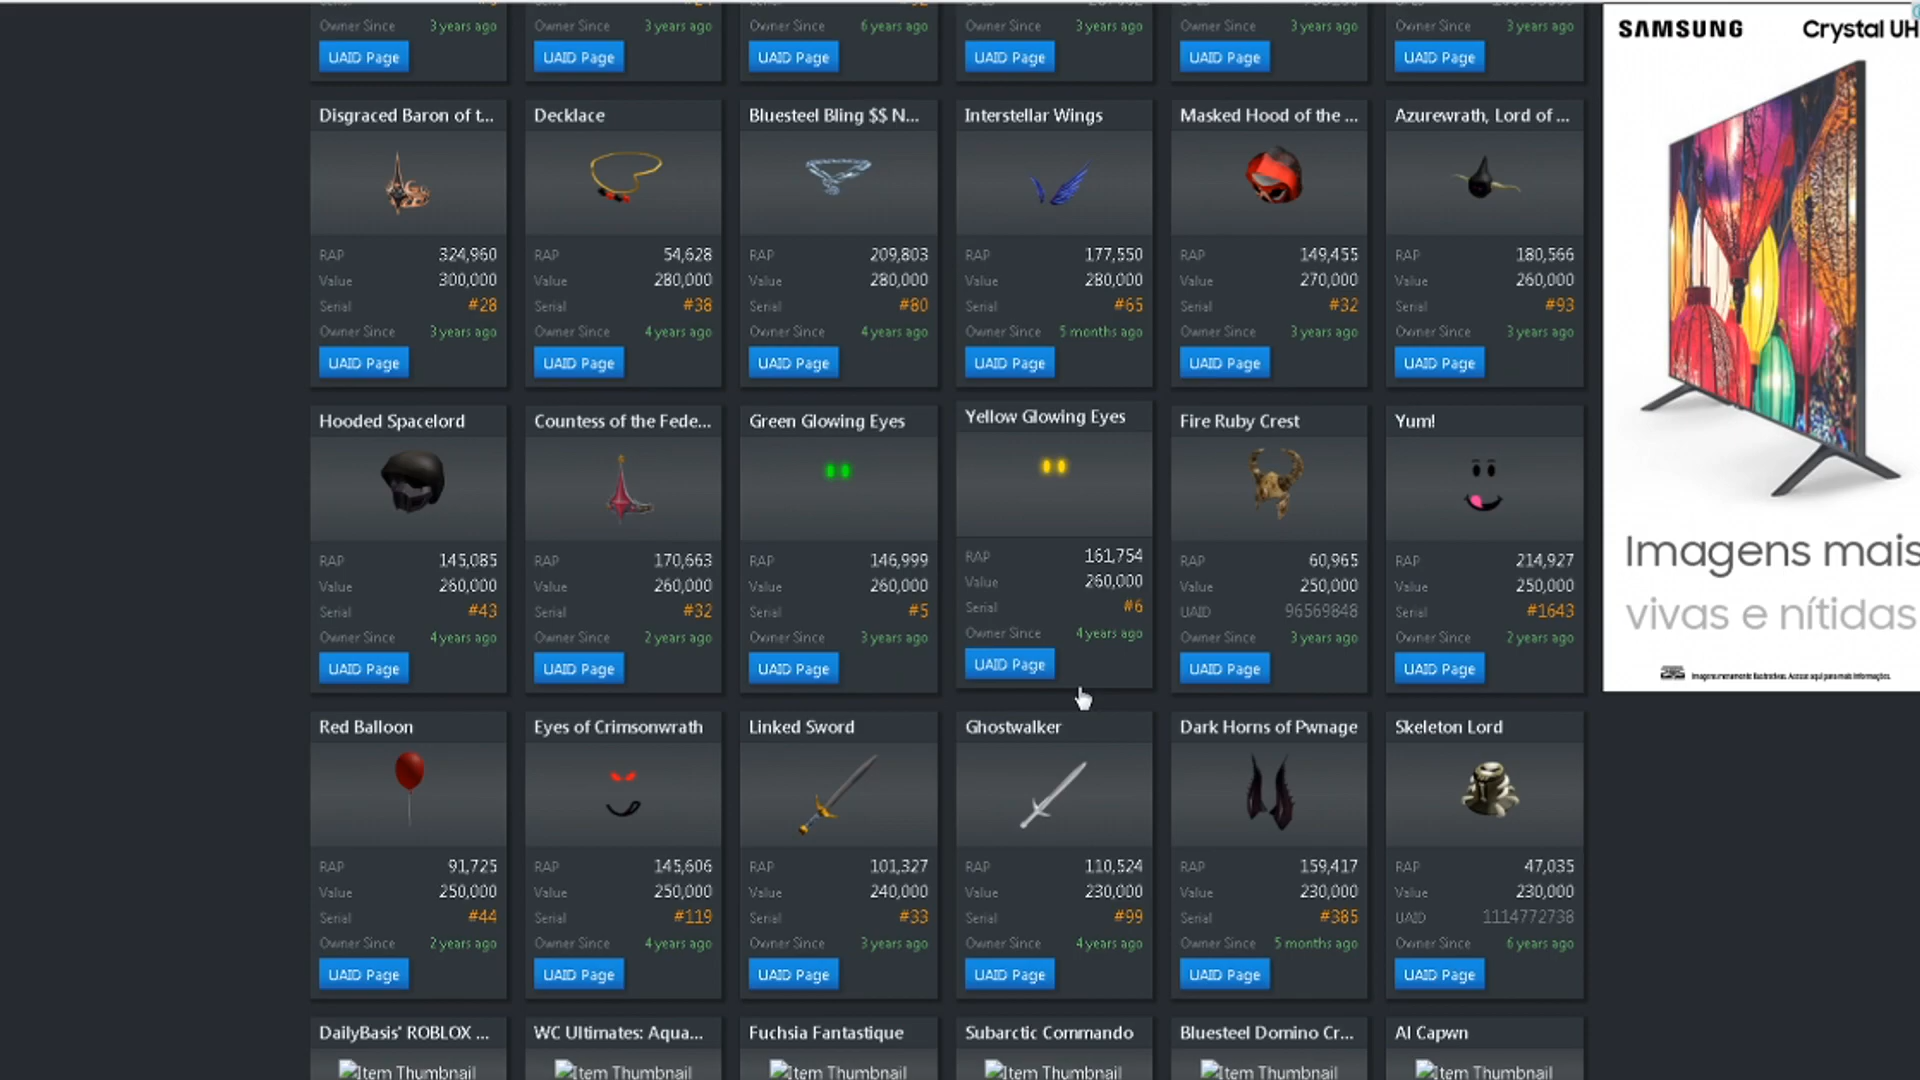 Owner Since 3 years ago Owner Since 3 years ago Owner Since 6 years ago Owner Since 3 years ago Owner Since 3 years ago Owner Since 3 years ago
UAID Page UAID Page UAID Page UAID Page UAID Page UAID Page
Disgraced Baron of t... Decklace Bluesteel Bling $$ N... Interstellar Wings Masked Hood of the ... Azurewrath, Lord of ...
RAP 324,960 RAP 54,628 RAP 209,803 RAP 177,550 RAP 149,455 RAP 180,566
Value 300,000 Value 280,000 Value 280,000 Value 280,000 Value 270,000 Value 260,000
Serial #28 Serial #38 Serial #80 Serial #65 Serial #32 Serial #93
Owner Since 3 years ago Owner Since 4 years ago Owner Since 4 years ago Owner Since 5 months ago Owner Since 3 years ago Owner Since 3 years ago
UAID Page UAID Page UAID Page UAID Page UAID Page UAID Page
Hooded Spacelord Countess of the Fede... Green Glowing Eyes Yellow Glowing Eyes Fire Ruby Crest Yum!
RAP 145,085 RAP 170,663 RAP 146,999 RAP 161,754 RAP 60,965 RAP 214,927
Value 260,000 Value 260,000 Value 260,000 Value 260,000 Value 250,000 Value 250,000
Serial #43 Serial #32 Serial #5 Serial #6 UAID 96569848 Serial #1643
Owner Since 4 years ago Owner Since 2 years ago Owner Since 3 years ago Owner Since 4 years ago Owner Since 3 years ago Owner Since 2 years ago
UAID Page UAID Page UAID Page UAID Page UAID Page UAID Page
Red Balloon Eyes of Crimsonwrath Linked Sword Ghostwalker Dark Horns of Pwnage Skeleton Lord
RAP 91,725 RAP 145,606 RAP 101,327 RAP 110,524 RAP 159,417 RAP 47,035
Value 250,000 Value 250,000 Value 240,000 Value 230,000 Value 230,000 Value 230,000
Serial #44 Serial #119 Serial #33 Serial #99 Serial #385 UAID 1114772738
Owner Since 2 years ago Owner Since 4 years ago Owner Since 3 years ago Owner Since 4 years ago Owner Since 5 months ago Owner Since 6 years ago
UAID Page UAID Page UAID Page UAID Page UAID Page UAID Page
DailyBasis' ROBLOX ... WC Ultimates: Aqua... Fuchsia Fantastique Subarctic Commando Bluesteel Domino Cr... Al Capwn
Item Thumbnail Item Thumbnail Item Thumbnail Item Thumbnail Item Thumbnail Item Thumbnail
SAMSUNG Crystal UH
Imagens mais
vivas e nítidas
Imagens meramente ilustrativas. Acesse aqui para mais informações.